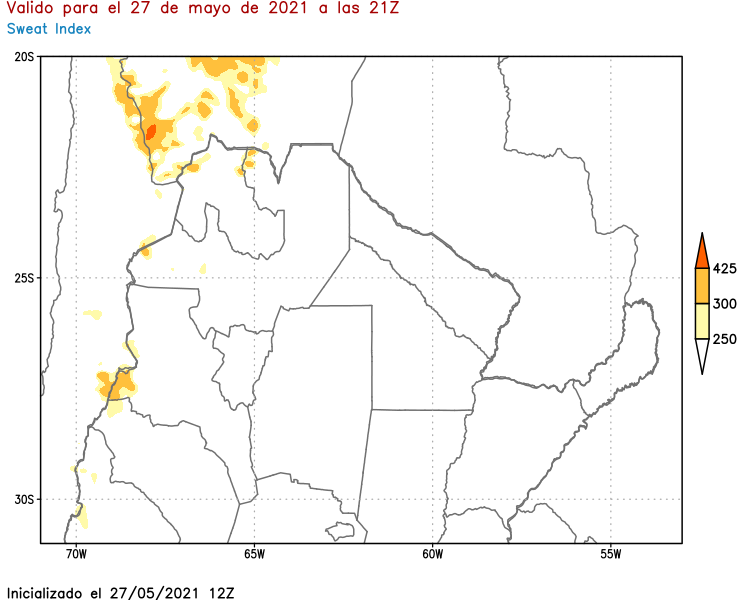 Valido para el 27 de mayo de 2021 a las 21Z
Sweat Index
20S
25S
30S
70W
65W
60W
55W
425
300
250
Inicializado el 27/05/2021 12Z